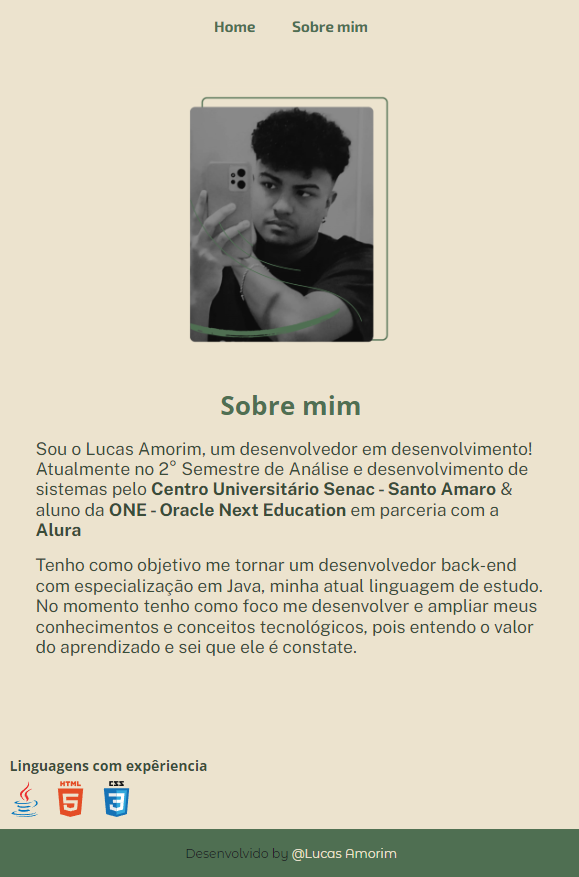 Home Sobre mim
Sobre mim
Sou o Lucas Amorim, um desenvolvedor em desenvolvimento!
Atualmente no 2° Semestre de Análise e desenvolvimento de
sistemas pelo Centro Universitário Senac - Santo Amaro &
aluno da ONE - Oracle Next Education em parceria com a
Alura
Tenho como objetivo me tornar um desenvolvedor back-end
com especialização em Java, minha atual linguagem de estudo.
No momento tenho como foco me desenvolver e ampliar meus
conhecimentos e conceitos tecnológicos, pois entendo o valor
do aprendizado e sei que ele é constate.
Linguagens com expêriencia
HTML CSS
5 3
Desenvolvido by @Lucas Amorim